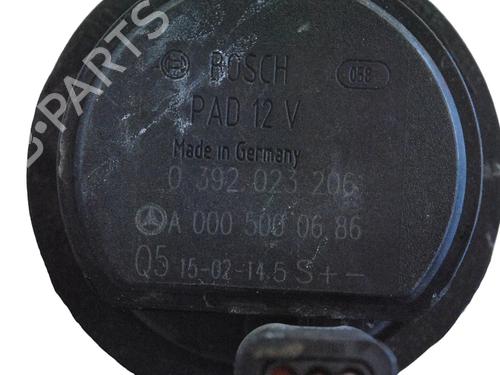 B-PARTS
BOSCH 058
PAD 12 V
Made in Germany
0 392 023 206
A 000 500 06 86
Q5 15-02-14.5 S + -